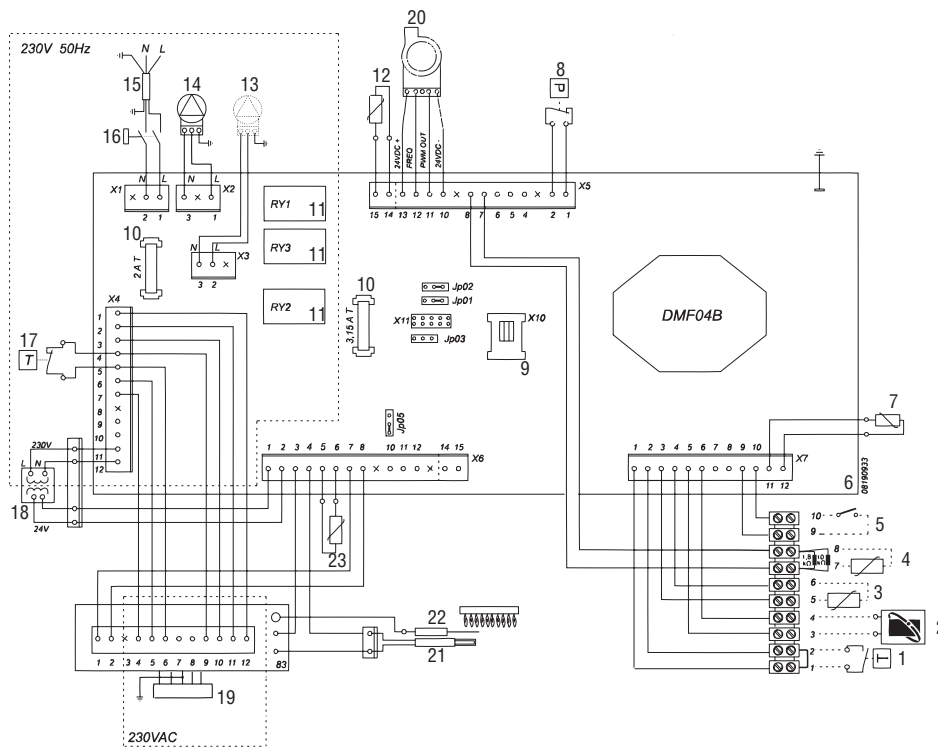 20
230V 50Hz
N L
15
14
13
12
8
P
16
24VDC +
FREQ
PWM OUT
24VDC -
N L
X1
2 1
N L
X2
3 1
X5
15 14 13 12 11 10 8 7 6 5 4 2 1
RY1 11
RY3 11
RY2 11
N L
X3
3 2
10
2 A T
10
3,15 A T
Jp02
Jp01
X11
Jp03
X10
9
DMF04B
X4
1
2
3
4
5
6
7
8
9
10
11
12
17
T
7
Jp05
1 2 3 4 5 6 7 8 10 11 12 14 15
X6
1 2 3 4 5 6 7 8 9 10
X7
11 12
6
08190933
230V
L N
18
24V
23
10
9
5
8
7
1,8 KΩ
10 KΩ
4
6
5
3
4
3
2
1
1
T
22
21
1 2 3 4 5 6 7 8 9 10 11 12 83
19
230VAC